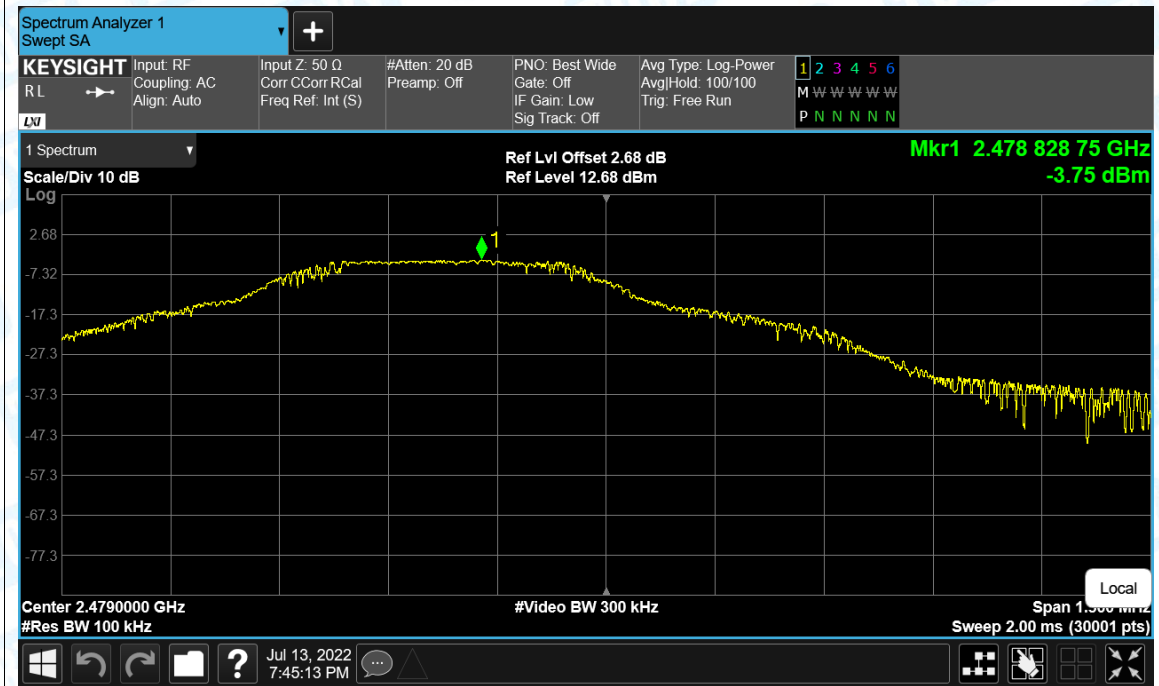 Spectrum Analyzer 1
Swept SA
KEYSIGHT
R L
LXI
Input: RF
Coupling: AC
Align: Auto
Input Z: 50 Ω
Corr CCorr RCal
Freq Ref: Int (S)
#Atten: 20 dB
Preamp: Off
PNO: Best Wide
Gate: Off
IF Gain: Low
Sig Track: Off
Avg Type: Log-Power
Avg|Hold: 100/100
Trig: Free Run
1 2 3 4 5 6
M W W W W W
P N N N N N
1 Spectrum
Scale/Div 10 dB
Log
Ref Lvl Offset 2.68 dB
Ref Level 12.68 dBm
Mkr1 2.478 828 75 GHz
-3.75 dBm
1
2.68
-7.32
-17.3
-27.3
-37.3
-47.3
-57.3
-67.3
-77.3
Local
Center 2.4790000 GHz
#Res BW 100 kHz
#Video BW 300 kHz
Span
Sweep 2.00 ms (30001 pts)
?
Jul 13, 2022
7:45:13 PM